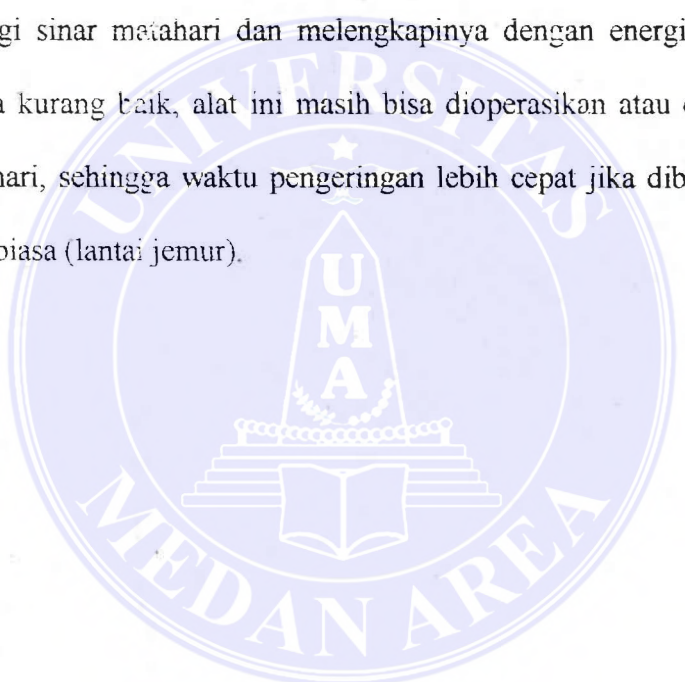 gi sinar matahari dan melengkapinya dengan energi
a kurang baik, alat ini masih bisa dioperasikan atau
hari, sehingga waktu pengeringan lebih cepat jika dib
biasa (lantai jemur).
UNIVERSITAS
U
M
A
MEDAN AREA